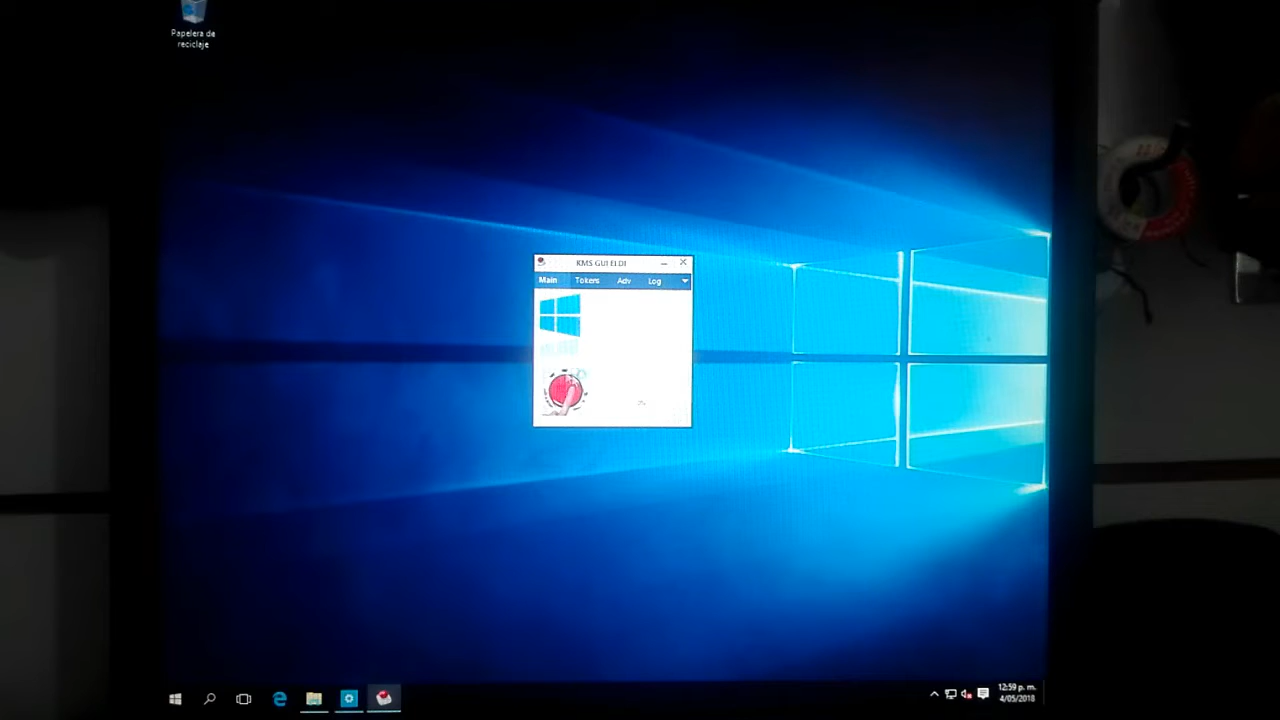 Papelera de
reciclaje
KMS GUI ELDI
Main Tokens Adv Log
12:59 p. m.
4/05/2018